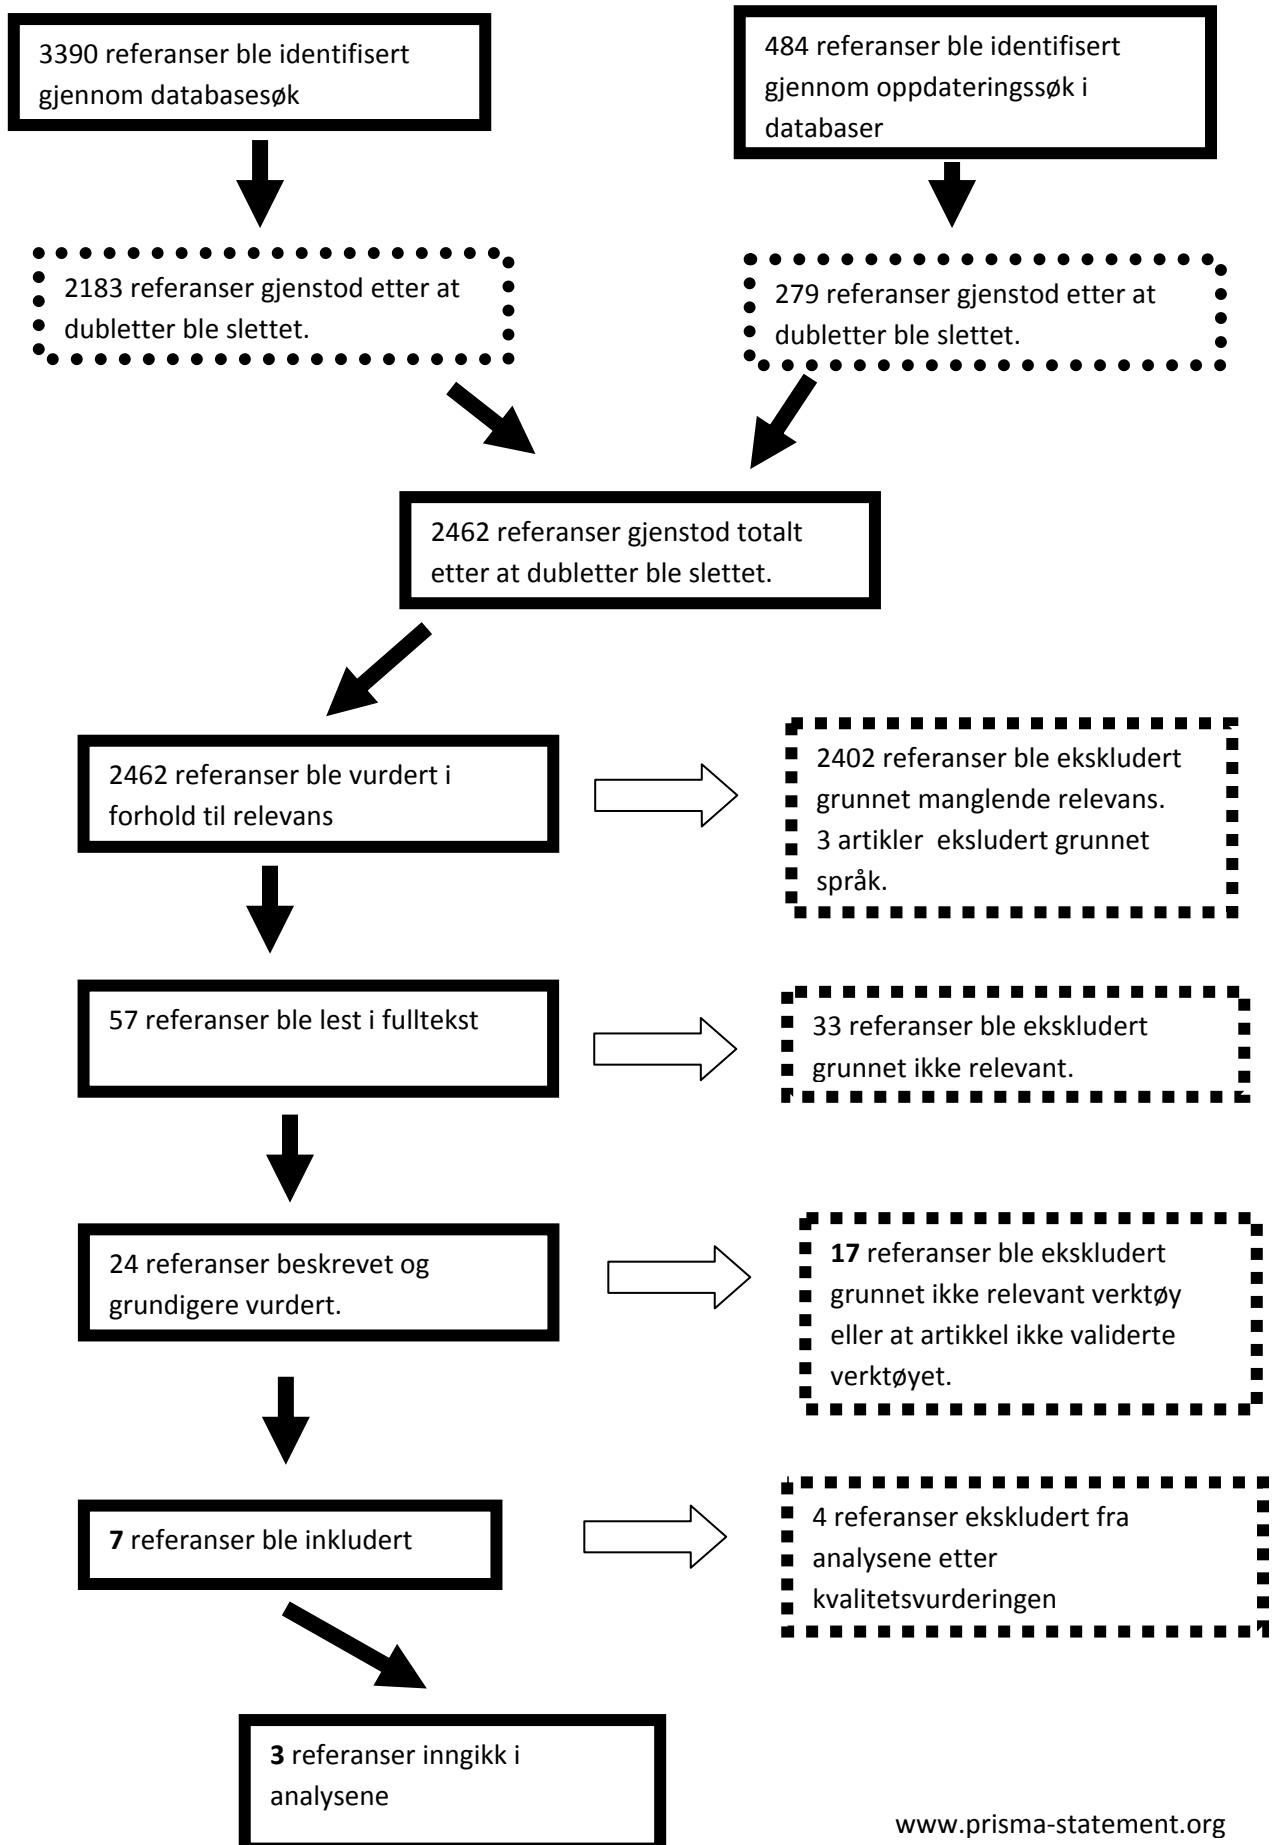 3390 referanser ble identifisert
gjennom databasesøk
484 referanser ble identifisert
gjennom oppdateringssøk i
databaser
2183 referanser gjenstod etter at
dubletter ble slettet.
279 referanser gjenstod etter at
dubletter ble slettet.
2462 referanser gjenstod totalt
etter at dubletter ble slettet.
2462 referanser ble vurdert i
forhold til relevans
2402 referanser ble ekskludert
grunnet manglende relevans.
3 artikler eksludert grunnet
språk.
57 referanser ble lest i fulltekst
33 referanser ble ekskludert
grunnet ikke relevant.
24 referanser beskrevet og
grundigere vurdert.
17 referanser ble ekskludert
grunnet ikke relevant verktøy
eller at artikkel ikke validerte
verktøyet.
7 referanser ble inkludert
4 referanser ekskludert fra
analysene etter
kvalitetsvurderingen
3 referanser inngikk i
analysene
www.prisma-statement.org